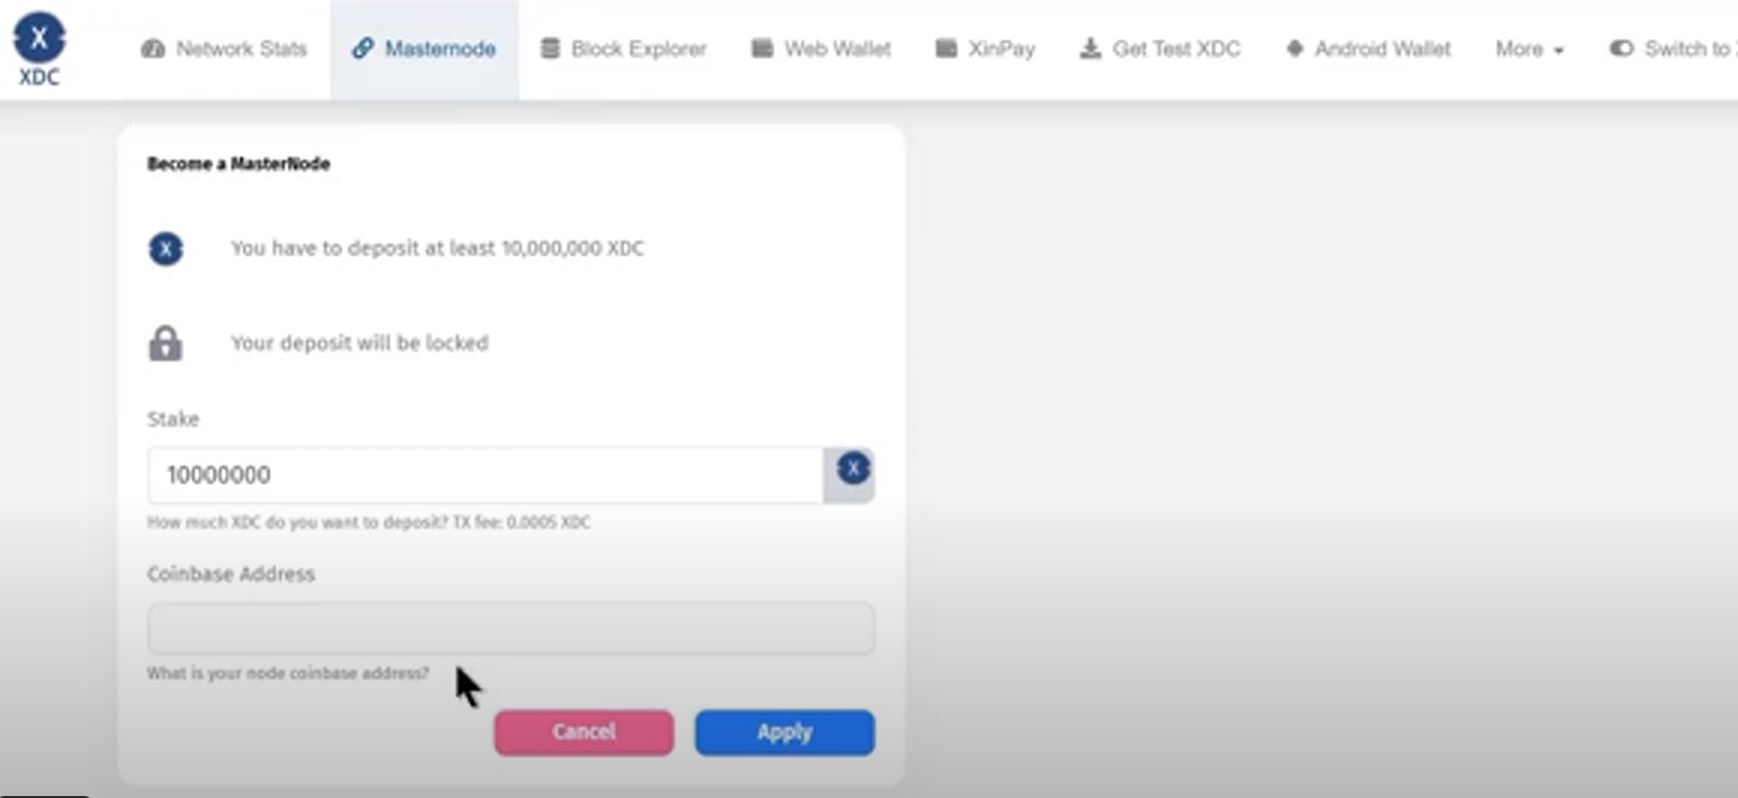 X
XDC
Network Stats
Masternode
Block Explorer
Web Wallet
XinPay
Get Test XDC
Android Wallet
More
Switch to
Become a MasterNode
X
You have to deposit at least 10,000,000 XDC
Your deposit will be locked
Stake
10000000
X
How much XDC do you want to deposit? TX fee: 0.0005 XDC
Coinbase Address
What is your node coinbase address?
Cancel
Apply